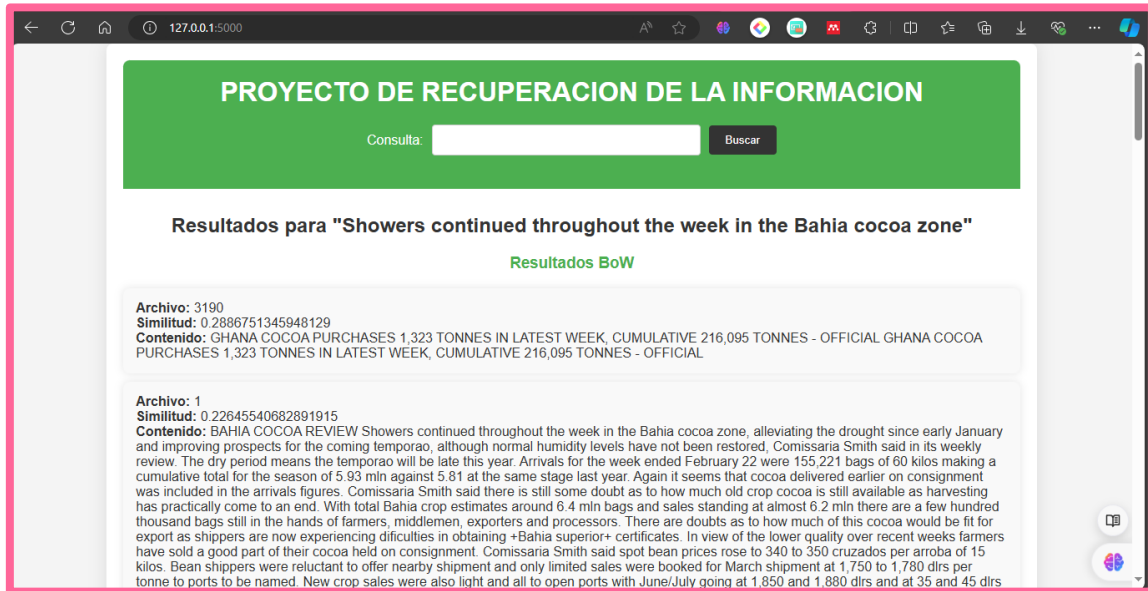 127.0.0.1:5000
PROYECTO DE RECUPERACION DE LA INFORMACION
Consulta:
Buscar
Resultados para "Showers continued throughout the week in the Bahia cocoa zone"
Resultados BoW
Archivo: 3190
Similitud: 0.2886751345948129
Contenido: GHANA COCOA PURCHASES 1,323 TONNES IN LATEST WEEK, CUMULATIVE 216,095 TONNES - OFFICIAL GHANA COCOA
PURCHASES 1,323 TONNES IN LATEST WEEK, CUMULATIVE 216,095 TONNES - OFFICIAL
Archivo: 1
Similitud: 0.22645540682891915
Contenido: BAHIA COCOA REVIEW Showers continued throughout the week in the Bahia cocoa zone, alleviating the drought since early January
and improving prospects for the coming temporao, although normal humidity levels have not been restored, Comissaria Smith said in its weekly
review. The dry period means the temporao will be late this year. Arrivals for the week ended February 22 were 155,221 bags of 60 kilos making a
cumulative total for the season of 5.93 mln against 5.81 at the same stage last year. Again it seems that cocoa delivered earlier on consignment
was included in the arrivals figures. Comissaria Smith said there is still some doubt as to how much old crop cocoa is still available as harvesting
has practically come to an end. With total Bahia crop estimates around 6.4 mln bags and sales standing at almost 6.2 mln there are a few hundred
thousand bags still in the hands of farmers, middlemen, exporters and processors. There are doubts as to how much of this cocoa would be fit for
export as shippers are now experiencing dificulties in obtaining +Bahia superior+ certificates. In view of the lower quality over recent weeks farmers
have sold a good part of their cocoa held on consignment. Comissaria Smith said spot bean prices rose to 340 to 350 cruzados per arroba of 15
kilos. Bean shippers were reluctant to offer nearby shipment and only limited sales were booked for March shipment at 1,750 to 1,780 dlrs per
tonne to ports to be named. New crop sales were also light and all to open ports with June/July going at 1,850 and 1,880 dlrs and at 35 and 45 dlrs